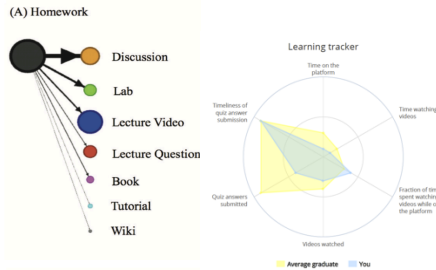 (A) Homework
Discussion
Lab
Lecture Video
Lecture Question
Book
Tutorial
Wiki
Learning tracker
Time on the
platform
Timeliness of
quiz answer
submission
Time watching
videos
Quiz answers
submitted
Fraction of tim
spent watching
videos while o
the platform
Videos watched
Average graduate
You